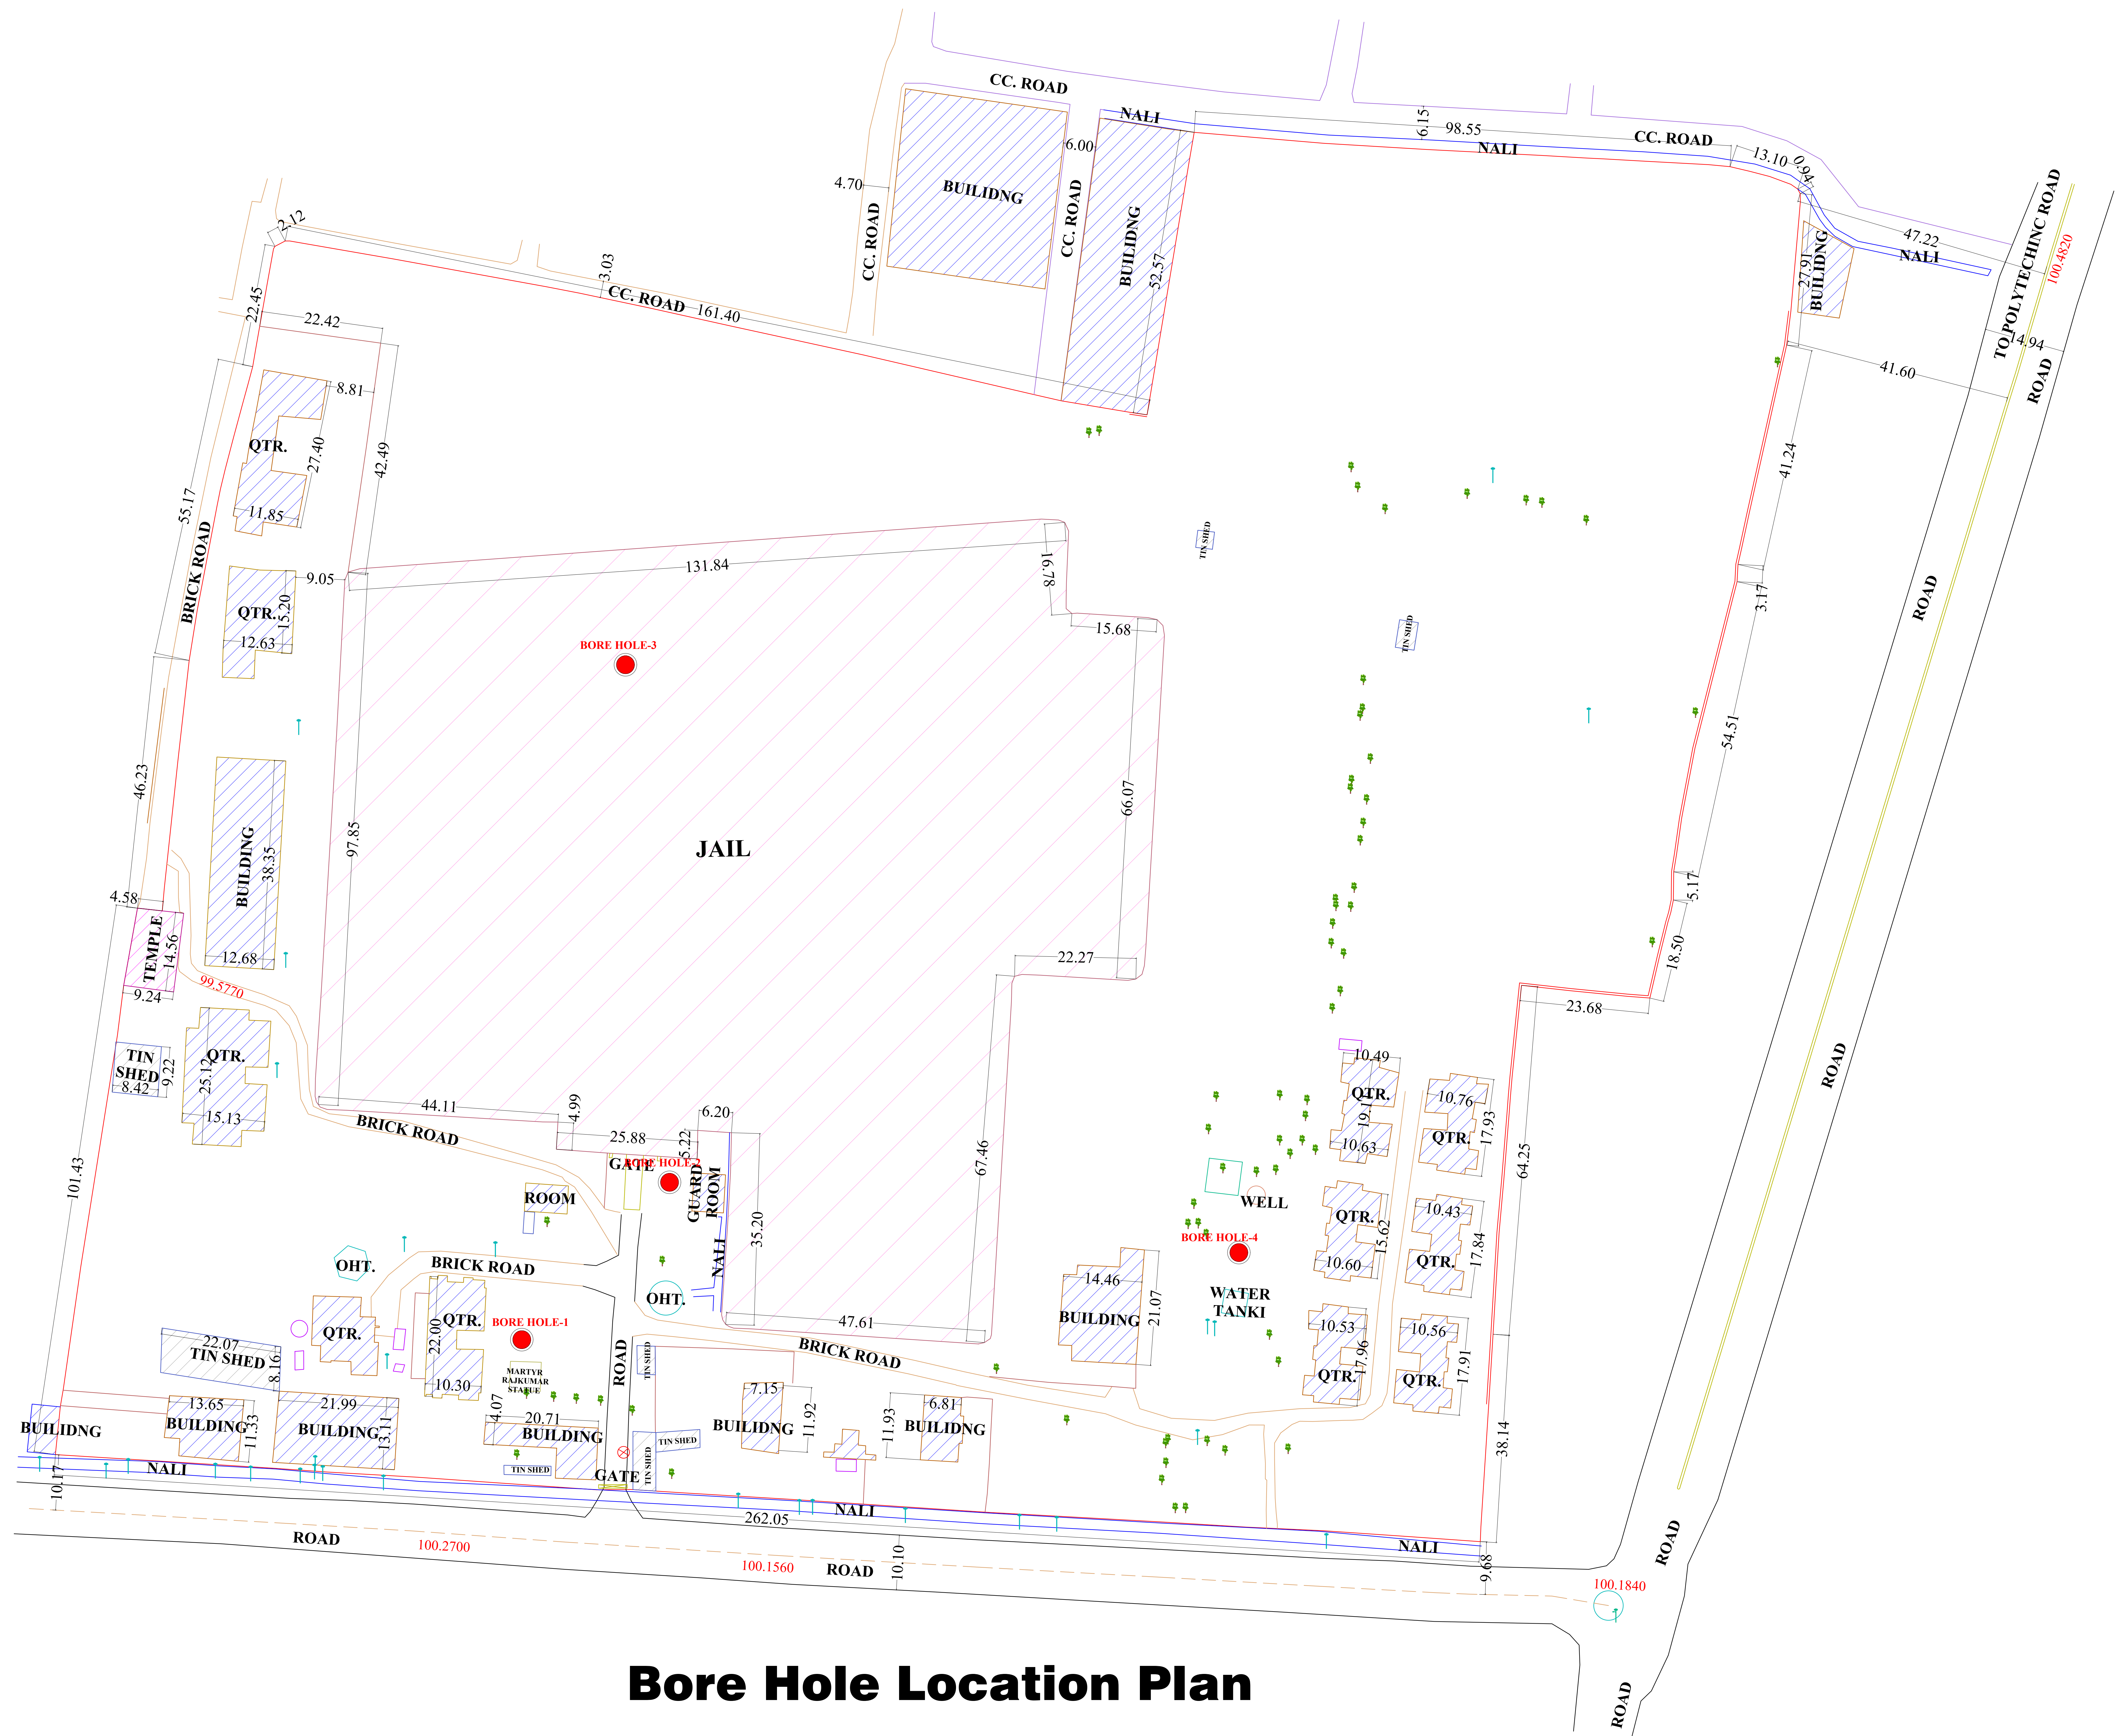 CC. ROAD
NALI
6.15
98.55
CC. ROAD
NALI
13.10
0.94
6.00
4.70
BUILIDNG
CC. ROAD
CC. ROAD
BUILIDNG
52.57
TO POLYTECHINC ROAD
100.4820
47.22
NALI
27.91
BUILIDNG
14.94
ROAD
41.60
2.12
22.45
3.03
CC. ROAD
161.40
22.42
8.81
QTR.
27.40
42.49
11.85
55.17
BRICK ROAD
41.24
TIN SHED
131.84
16.78
9.05
QTR.
15.20
12.63
15.68
BORE HOLE-3
TIN SHED
3.17
ROAD
46.23
BUILDING
38.35
12.68
97.85
JAIL
66.07
54.51
5.17
4.58
TEMPLE
14.56
9.24
99.5770
22.27
18.50
23.68
TIN
SHED
8.42
9.22
QTR.
25.12
15.13
44.11
4.99
BRICK ROAD
25.88
6.20
5.22
GATE
BORE HOLE-2
GUARD
ROOM
67.46
10.49
QTR.
10.63
10.76
QTR.
17.93
64.25
ROAD
101.43
ROOM
35.20
NALI
WELL
BORE HOLE-4
QTR.
15.62
10.60
10.43
QTR.
17.84
OHT.
BRICK ROAD
OHT.
WATER
TANKI
14.46
BUILDING
21.07
47.61
BRICK ROAD
QTR.
22.00
QTR.
10.30
BORE HOLE-1
MARTYR
RAJKUMAR
STATUE
ROAD
TIN SHED
10.53
QTR.
17.96
10.56
QTR.
17.91
22.07
TIN SHED
8.16
13.65
BUILDING
11.33
21.99
BUILDING
13.11
4.07
20.71
BUILDING
TIN SHED
GATE
TIN SHED
TIN SHED
7.15
BUILIDNG
11.92
11.93
6.81
BUILIDNG
38.14
BUILIDNG
10.17
NALI
262.05
NALI
10.10
NALI
9.68
ROAD
100.2700
100.1560
ROAD
100.1840
ROAD
ROAD
Bore Hole Location Plan